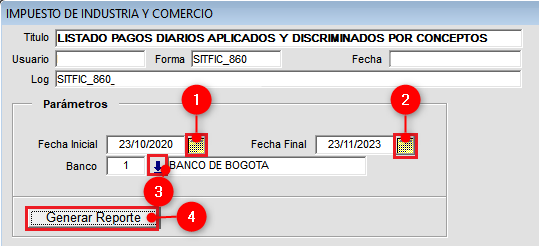 IMPUESTO DE INDUSTRIA Y COMERCIO
Titulo LISTADO PAGOS DIARIOS APLICADOS Y DISCRIMINADOS POR CONCEPTOS
Usuario Forma SITFIC_860 Fecha
Log SITFIC_860_
Parámetros
1 2
Fecha Inicial 23/10/2020 Fecha Final 23/11/2023
Banco 1 BANCO DE BOGOTA
3
Generar Reporte 4